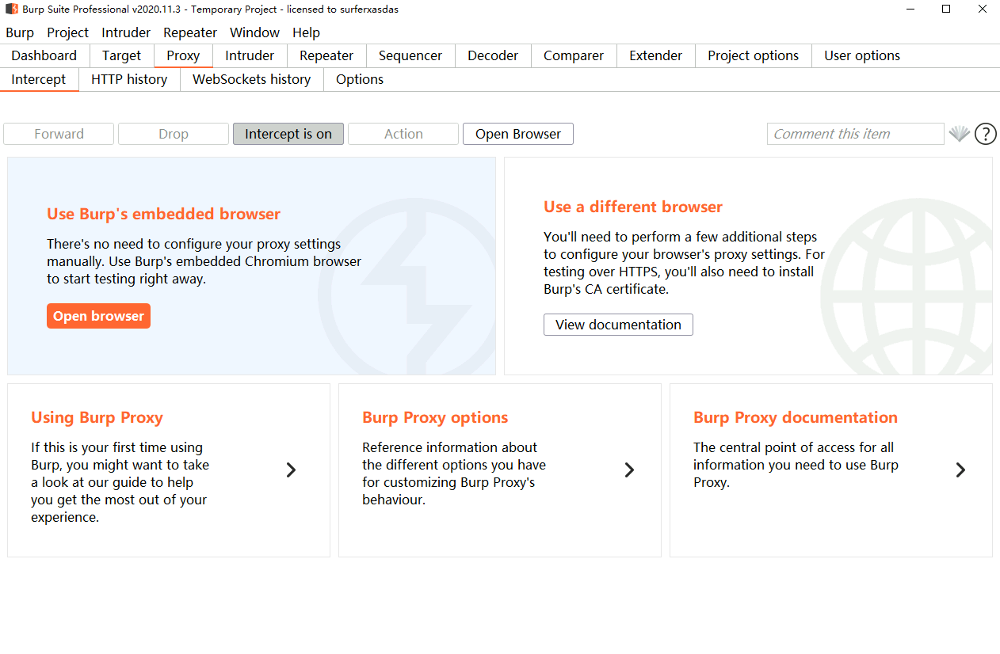 Burp Suite Professional v2020.11.3 - Temporary Project - licensed to surferxasdas
Burp Project Intruder Repeater Window Help
Dashboard Target Proxy Intruder Repeater Sequencer Decoder Comparer Extender Project options User options
Intercept HTTP history WebSockets history Options
Forward Drop Intercept is on Action Open Browser Comment this item ?
Use Burp's embedded browser
There's no need to configure your proxy settings
manually. Use Burp's embedded Chromium browser
to start testing right away.
Open browser
Use a different browser
You'll need to perform a few additional steps
to configure your browser's proxy settings. For
testing over HTTPS, you'll also need to install
Burp's CA certificate.
View documentation
Using Burp Proxy
If this is your first time using
Burp, you might want to take
a look at our guide to help
you get the most out of your
experience.
Burp Proxy options
Reference information about
the different options you have
for customizing Burp Proxy's
behaviour.
Burp Proxy documentation
The central point of access for all
information you need to use Burp
Proxy.